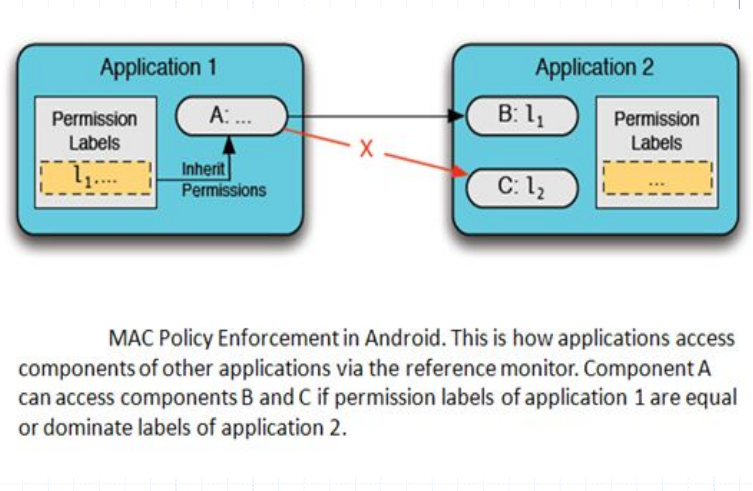 Application 1
Permission
Labels
l1,...
A: ...
Inherit
Permissions
X
Application 2
B: l1
C: l2
Permission
Labels
...
MAC Policy Enforcement in Android. This is how applications access
components of other applications via the reference monitor. Component A
can access components B and C if permission labels of application 1 are equal
or dominate labels of application 2.